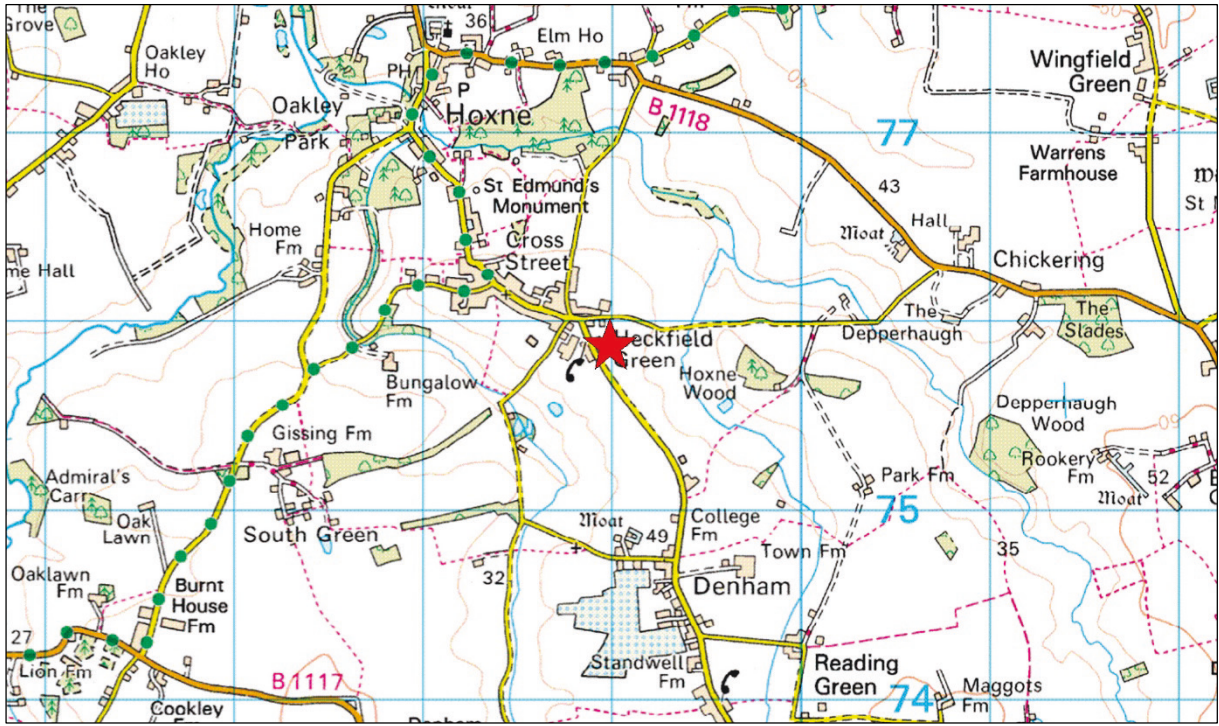 The
Grove
Oakley
Ho
36
Elm Ho
PH
P
Hoxne
Oakley
Park
B 1118
40
Wingfield
Green
77
Warrens
Farmhouse
43
St Edmund's
Monument
Home
Fm
Cross
Street
Moat
Hall
Chickering
me Hall
The
Depperhaugh
The
Slades
Heckfield
Green
Hoxne
Wood
Bungalow
Fm
Depperhaugh
Wood
60
Gissing Fm
Rookery
Fm
Moat
52
Admiral's
Carr
Park Fm
75
Oak
Lawn
South Green
Moat
49
College
Fm
Town Fm
35
32
Denham
Oaklawn
Fm
Burnt
House
Fm
27
Lion Fm
B 1117
Standwell
Fm
Reading
Green
74
Maggots
Fm
Cookley